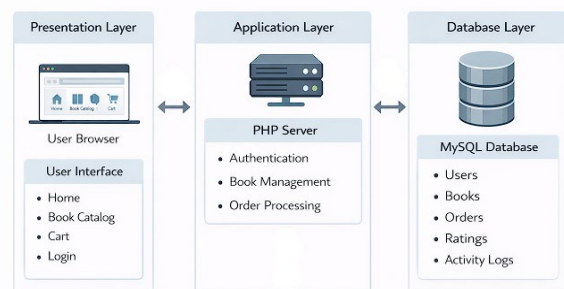 Presentation Layer
Home Book Catalog Cart
User Browser
User Interface
• Home
• Book Catalog
• Cart
• Login
Application Layer
PHP Server
• Authentication
• Book Management
• Order Processing
Database Layer
MySQL Database
• Users
• Books
• Orders
• Ratings
• Activity Logs